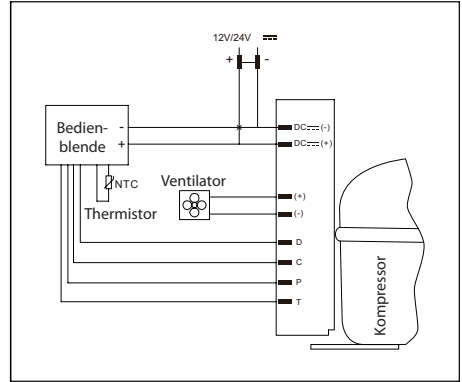 12V/24V
+ -
DC (-)
DC (+)
Bedien-
blende
-
+
NTC
Thermistor
Ventilator
(+)
(-)
D
C
P
T
Kompressor